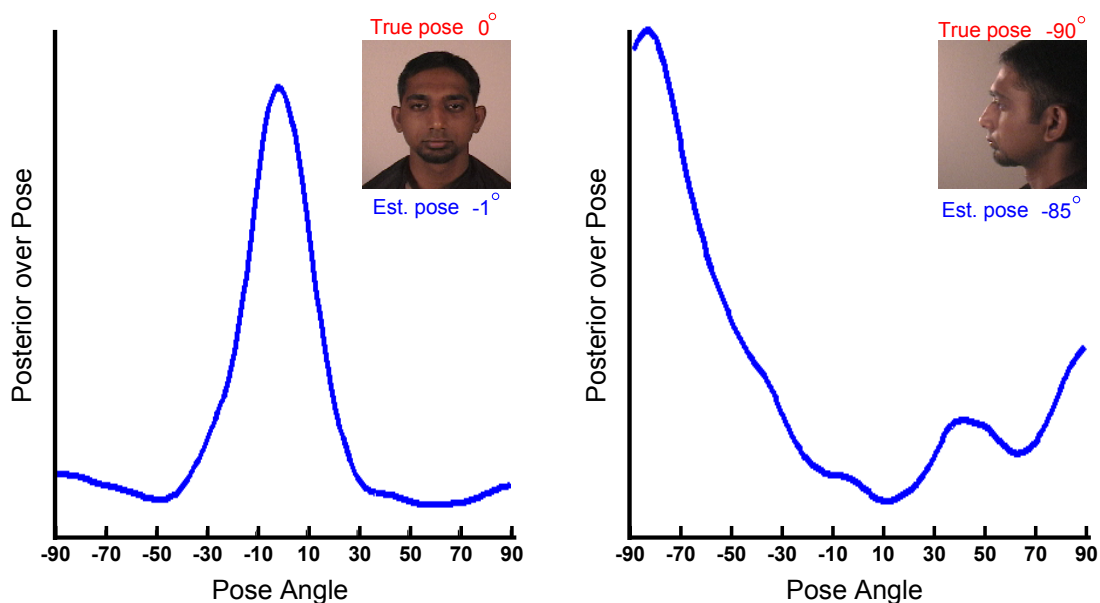 True pose 0°
Est. pose -1°
Posterior over Pose
-90 -70 -50 -30 -10 10 30 50 70 90
Pose Angle
True pose -90°
Est. pose -85°
Posterior over Pose
-90 -70 -50 -30 -10 10 30 50 70 90
Pose Angle